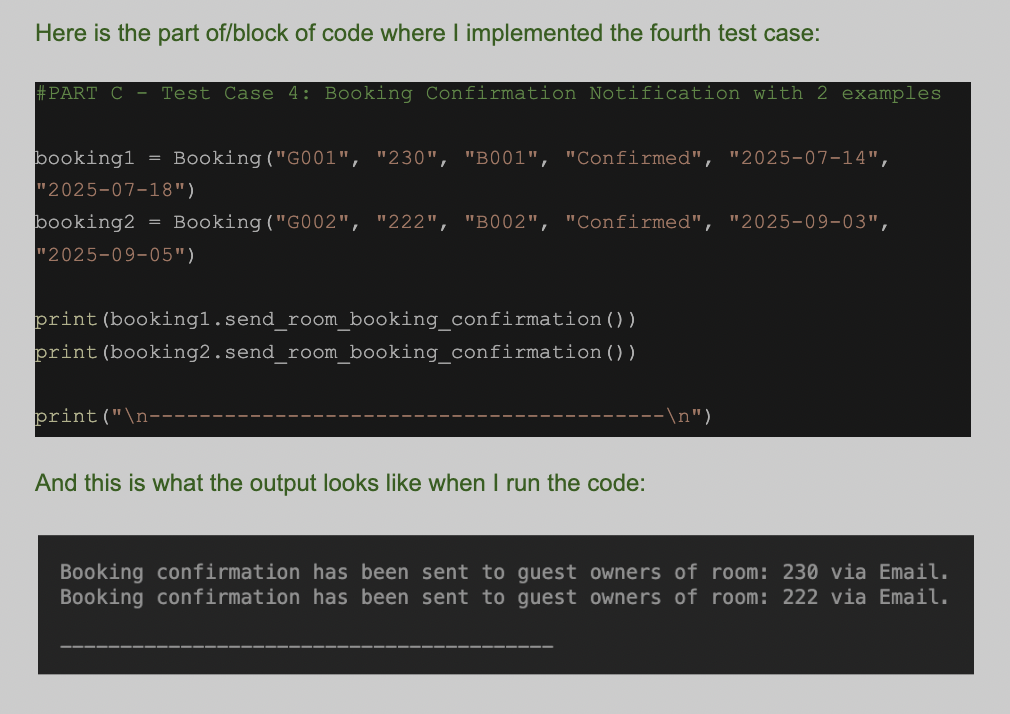 Here is the part of/block of code where I implemented the fourth test case:
#PART C - Test Case 4: Booking Confirmation Notification with 2 examples
booking1 = Booking("G001", "230", "B001", "Confirmed", "2025-07-14",
"2025-07-18")
booking2 = Booking("G002", "222", "B002", "Confirmed", "2025-09-03",
"2025-09-05")
print(booking1.send_room_booking_confirmation())
print(booking2.send_room_booking_confirmation())
print("\n-----------------------------------------\n")
And this is what the output looks like when I run the code:
Booking confirmation has been sent to guest owners of room: 230 via Email.
Booking confirmation has been sent to guest owners of room: 222 via Email.
-----------------------------------------